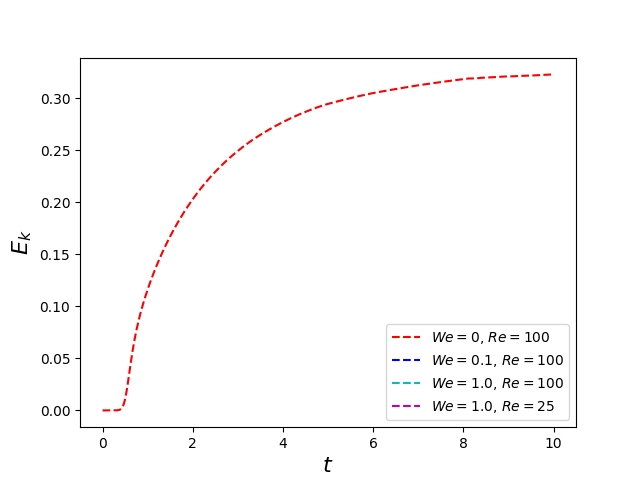 0.30
0.25
0.20
0.15
0.10
0.05
0.00
E_k
0
2
4
6
8
10
t
We = 0, Re = 100
We = 0.1, Re = 100
We = 1.0, Re = 100
We = 1.0, Re = 25